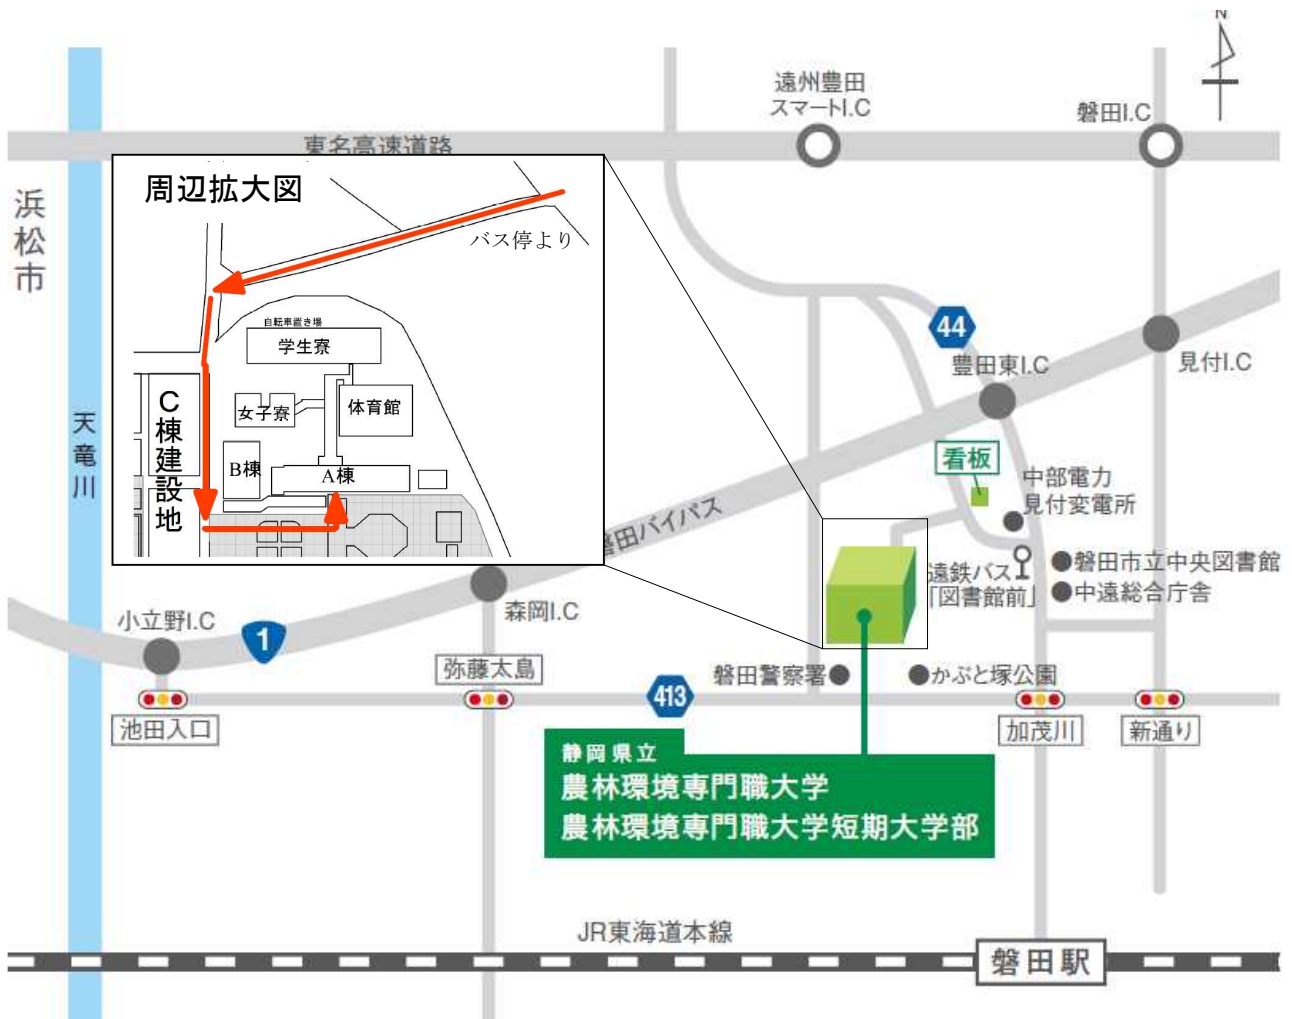 N
遠州豊田
スマートI.C
磐田I.C
東名高速道路
浜松市
周辺拡大図
バス停より
自転車置き場
学生寮
女子寮
体育館
C棟建設地
B棟
A棟
天竜川
44
豊田東I.C
見付I.C
看板
中部電力
見付変電所
磐田バイパス
遠鉄バス
「図書館前」
磐田市立中央図書館
中遠総合庁舎
小立野I.C
1
森岡I.C
弥藤太島
413
磐田警察署
かぶと塚公園
池田入口
加茂川
新通り
静岡県立
農林環境専門職大学
農林環境専門職大学短期大学部
JR東海道本線
磐田駅